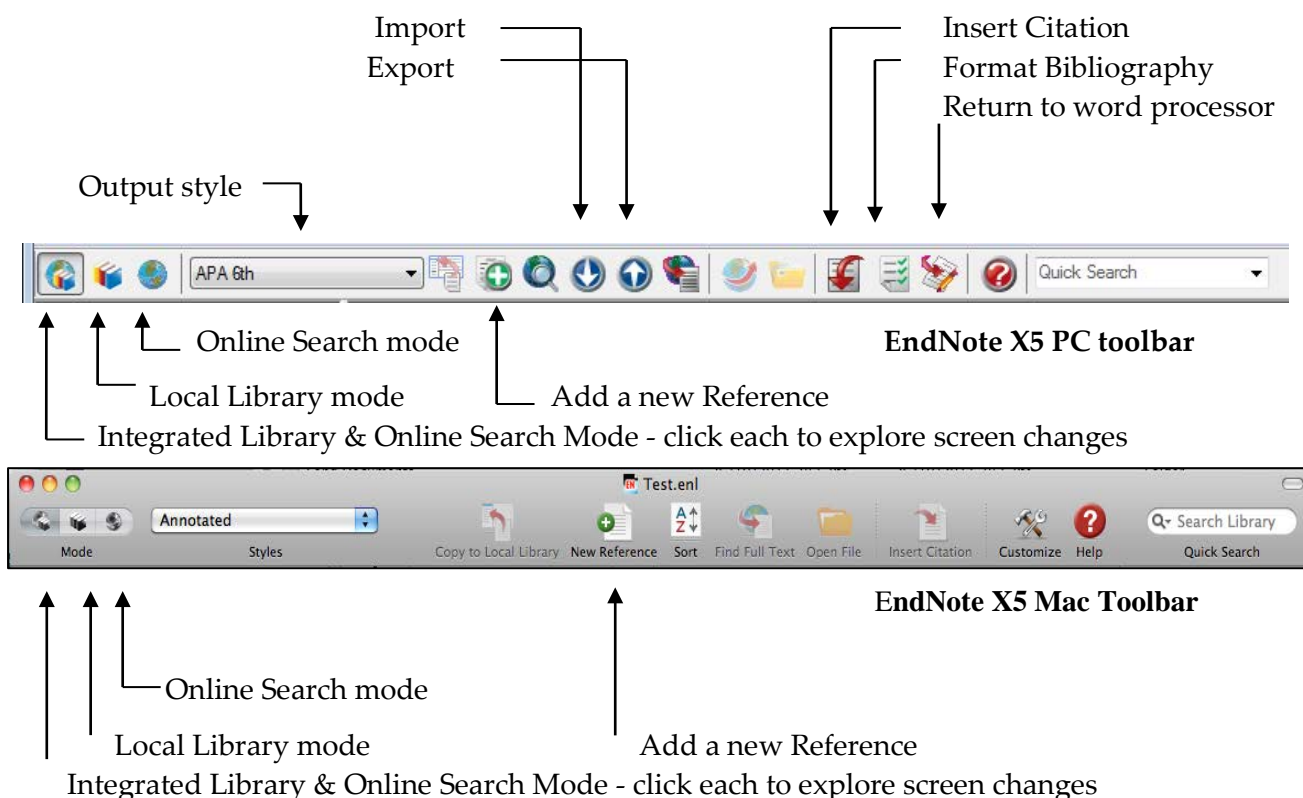 Import
Insert Citation
Export
Format Bibliography
Return to word processor
Output style
APA 6th
Quick Search
Online Search mode
EndNote X5 PC toolbar
Local Library mode
Add a new Reference
Integrated Library & Online Search Mode - click each to explore screen changes
Test.enl
Annotated
Search Library
Mode
Styles
Copy to Local Library
New Reference
Sort
Find Full Text
Open File
Insert Citation
Customize
Help
Quick Search
EndNote X5 Mac Toolbar
Online Search mode
Local Library mode
Add a new Reference
Integrated Library & Online Search Mode - click each to explore screen changes